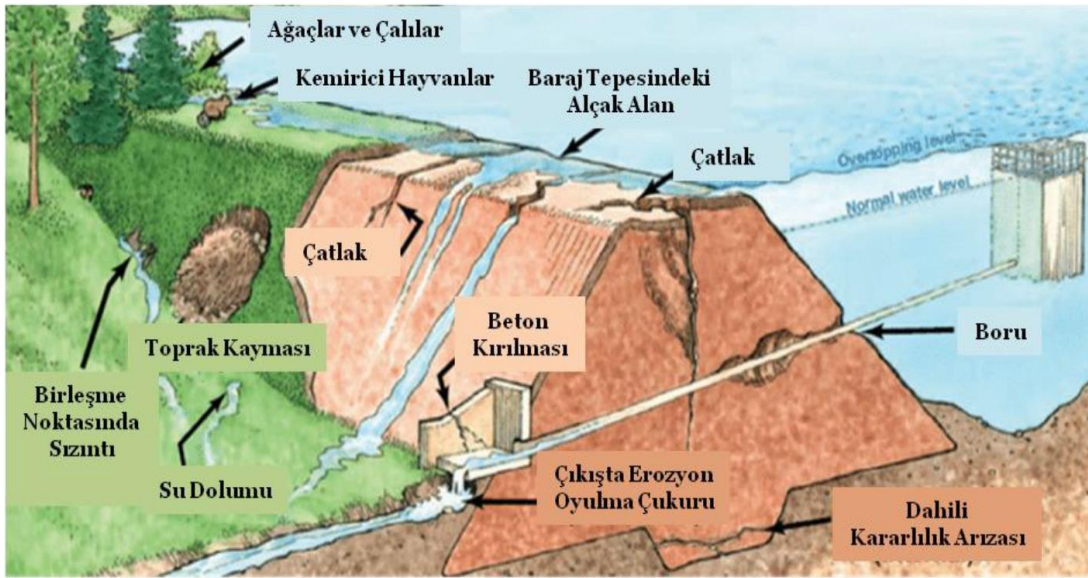 Ağaçlar ve Çalılar
Kemirici Hayvanlar
Baraj Tepesindeki
Alçak Alan
Çatlak
Overtopping level
Normal water level
Çatlak
Beton
Kırılması
Boru
Toprak Kayması
Birleşme
Noktasında
Sızıntı
Su Dolumu
Çıkışta Erozyon
Oyulma Çukuru
Dahili
Kararlılık Arızası